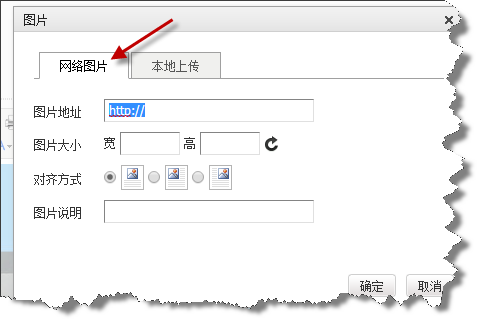 图片
网络图片 本地上传
图片地址 http://
图片大小 宽 高
对齐方式
图片说明
确定 取消